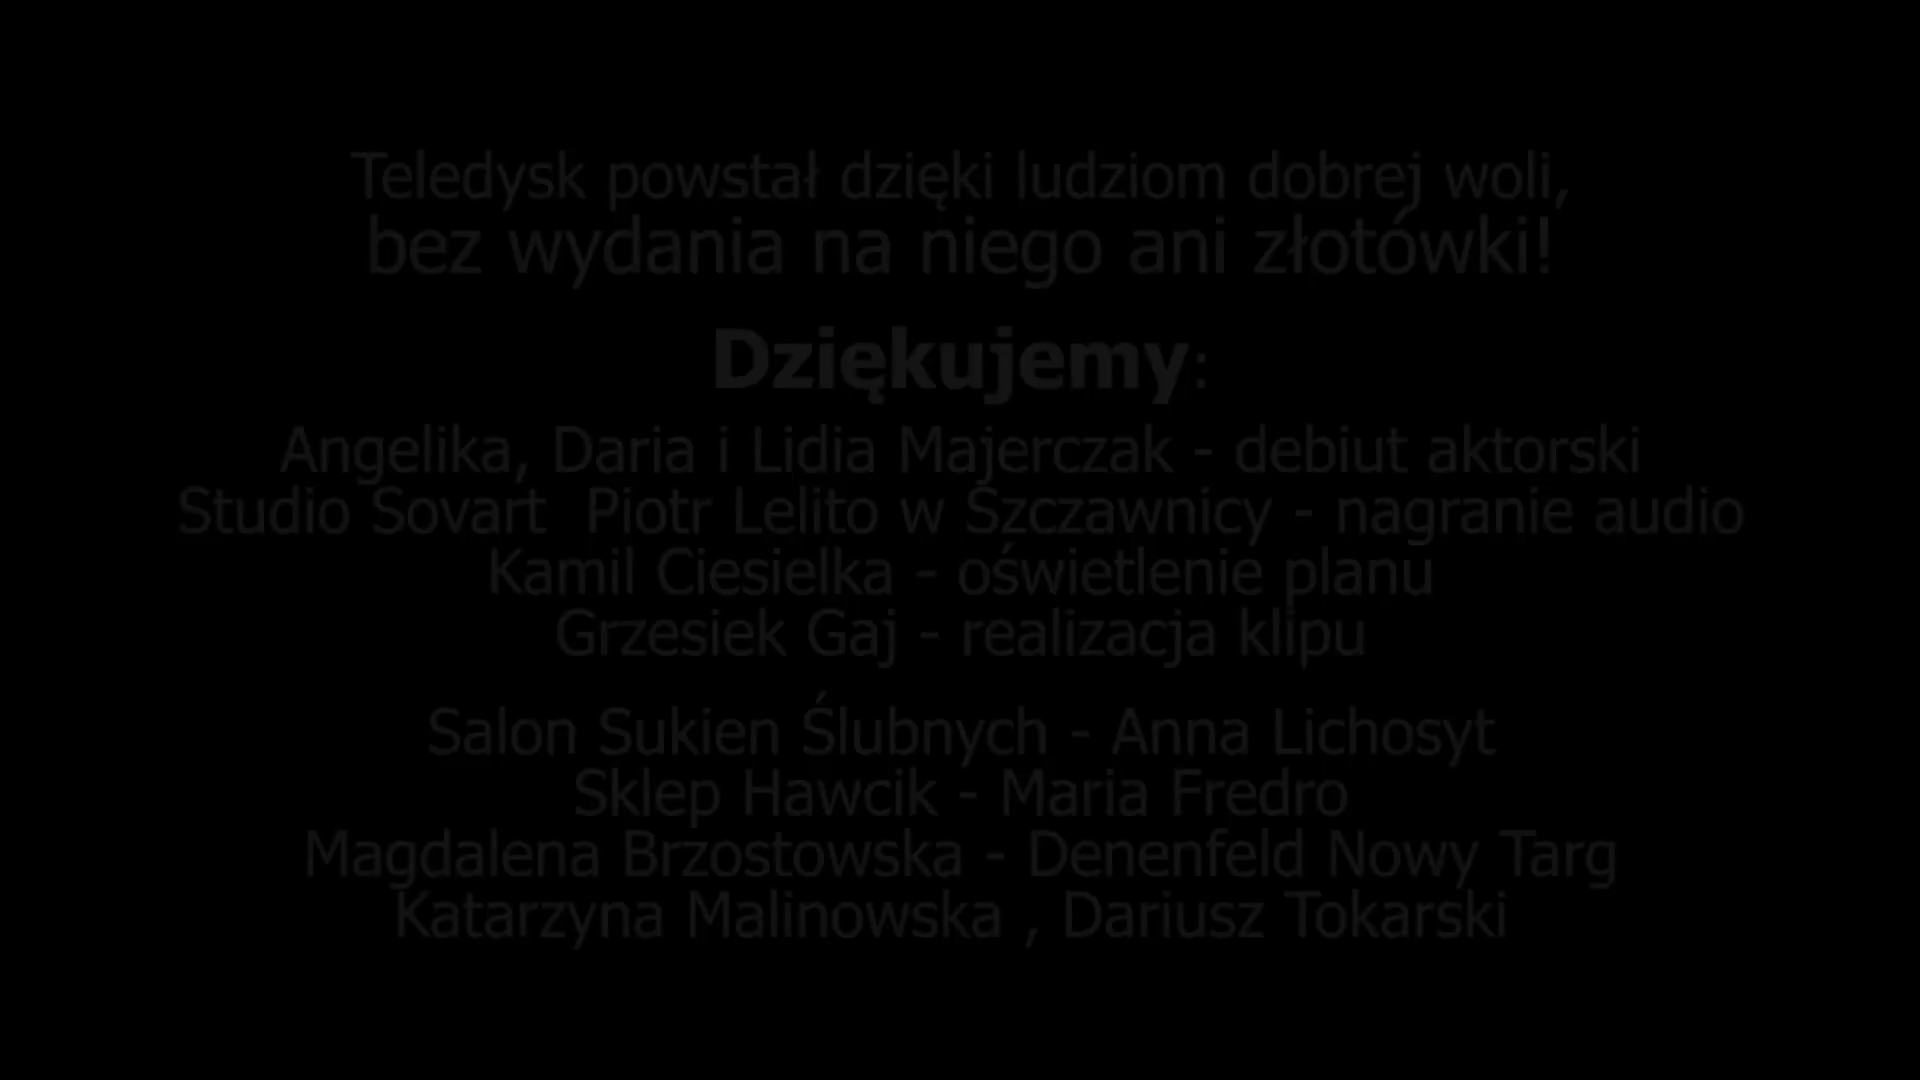 Teledysk powstał dzięki ludziom dobrej woli,
bez wydania na niego ani złotówki!
Dziękujemy:
Angelika, Daria i Lidia Majerczak - debiut aktorski
Studio Sovart Piotr Lelito w Szczawnicy - nagranie audio
Kamil Ciesielka - oświetlenie planu
Grzesiek Gaj - realizacja klipu
Salon Sukien Ślubnych - Anna Lichosyt
Sklep Hawcik - Maria Fredro
Magdalena Brzostowska - Denenfeld Nowy Targ
Katarzyna Malinowska , Dariusz Tokarski